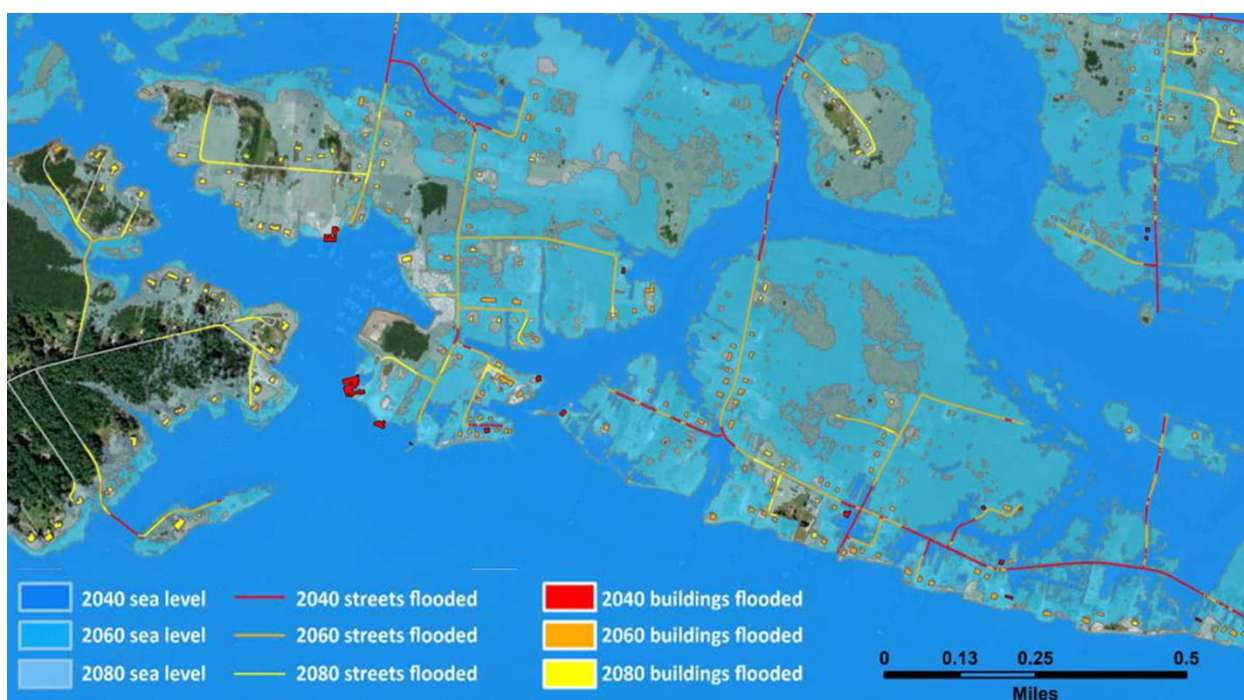 2040 sea level 2040 streets flooded 2040 buildings flooded
2060 sea level 2060 streets flooded 2060 buildings flooded
2080 sea level 2080 streets flooded 2080 buildings flooded
0 0.13 0.25 0.5
Miles